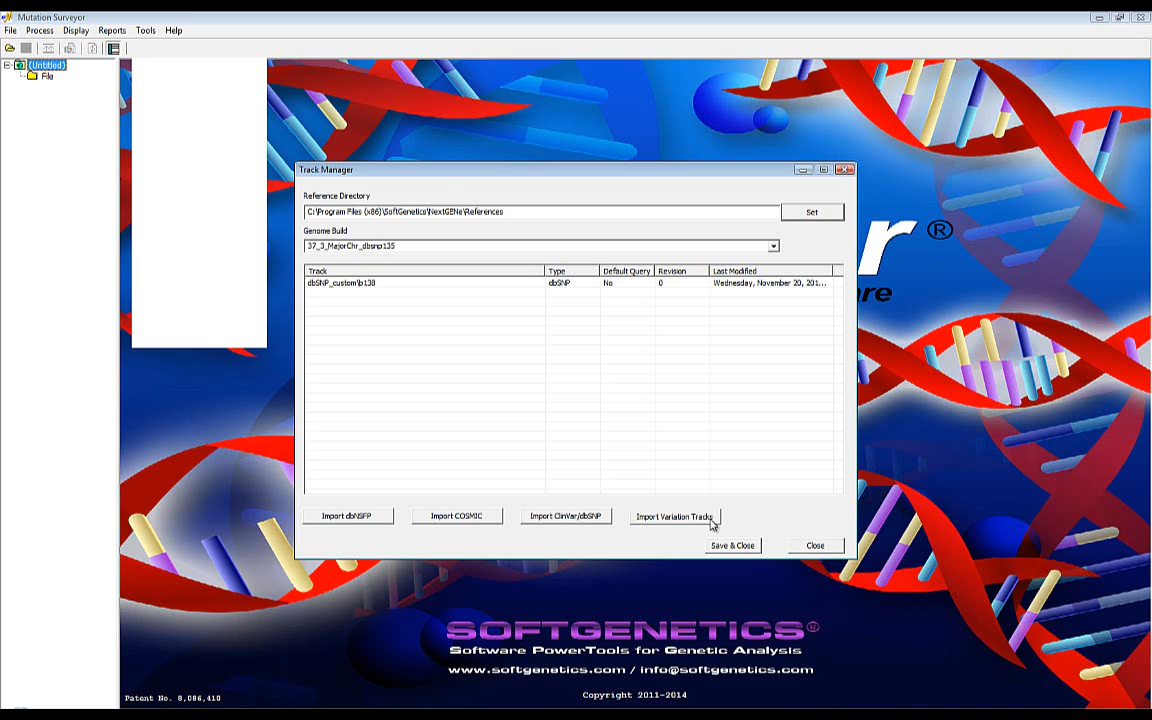 Mutation Surveyor
File Process Display Reports Tools Help
(Untitled)
File
r®
are
Track Manager
Reference Directory
C:\Program Files (x86)\SoftGenetics\NextGENe\References
Set
Genome Build
37_3_MajorChr_dbsnp135
Track Type Default Query Revision Last Modified
dbSNP_custom\b138 dbSNP No 0 Wednesday, November 20, 201...
Import dbNSFP Import COSMIC Import ClinVar/dbSNP Import Variation Tracks
Save & Close Close
SOFTGENETICS®
Software PowerTools for Genetic Analysis
www.softgenetics.com / info@softgenetics.com
Patent No. 8,086,410
Copyright 2011-2014